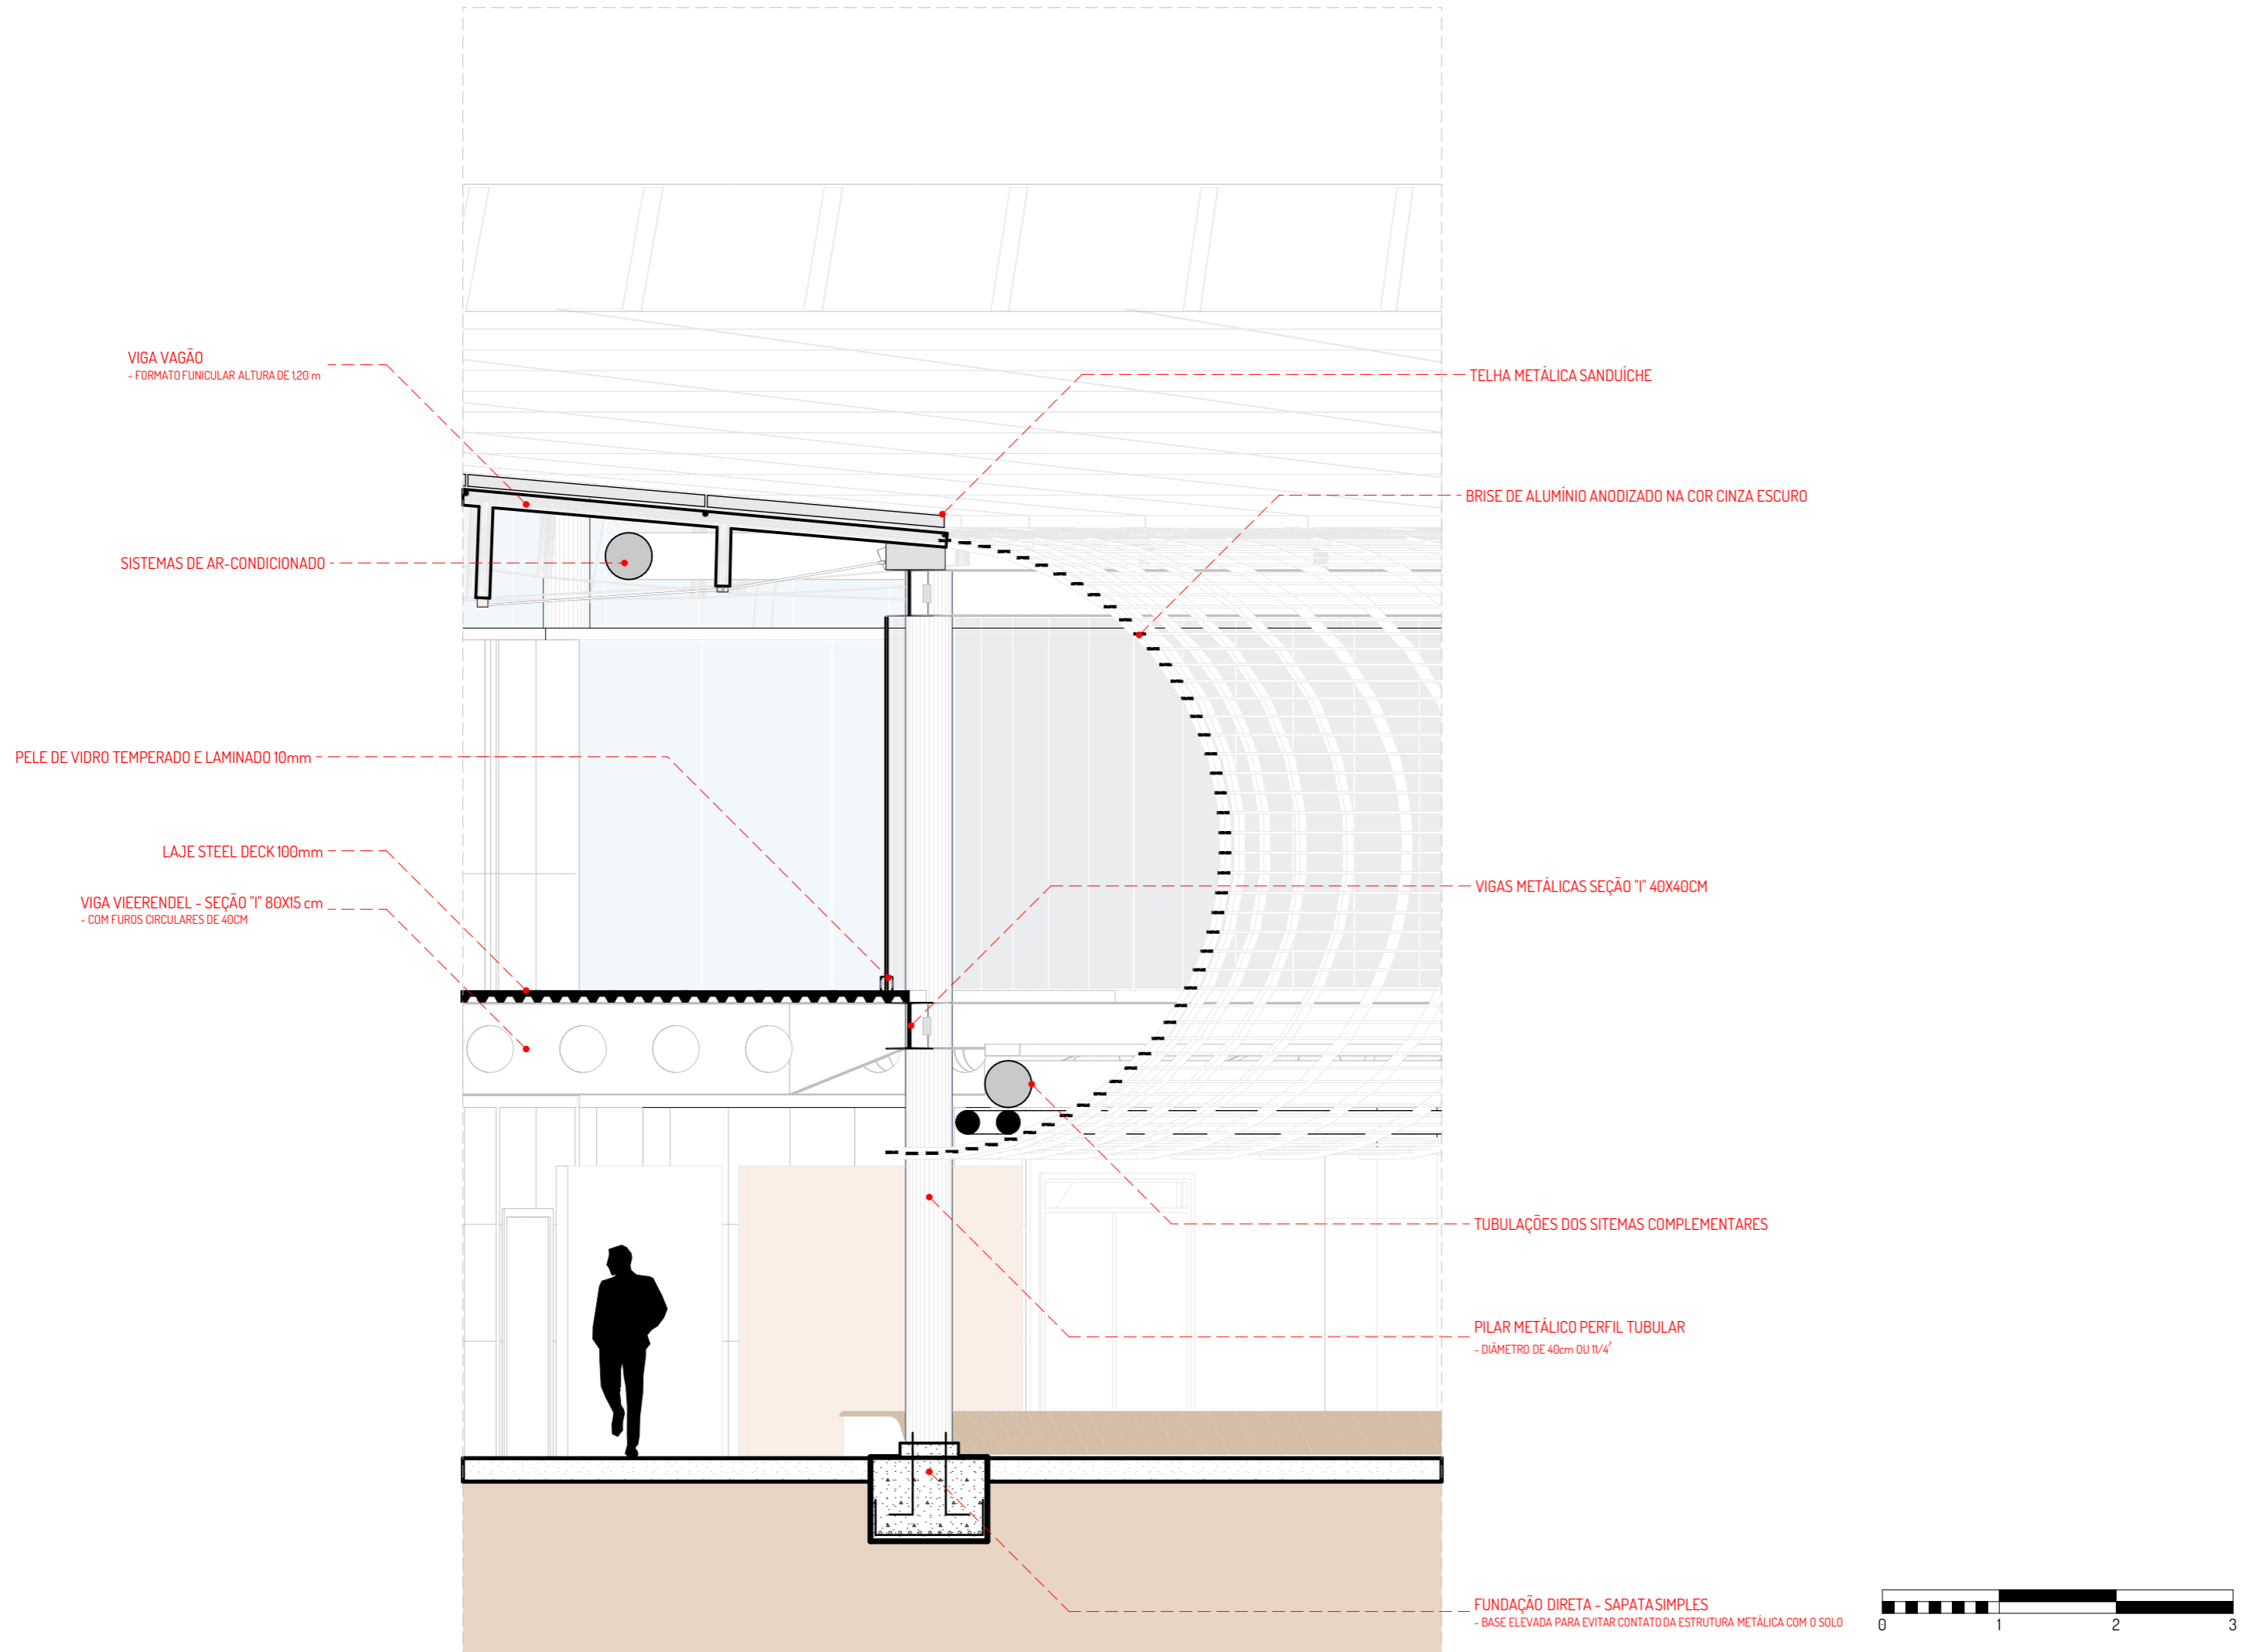 VIGA VAGÃO
- FORMATO FUNICULAR ALTURA DE 1,20 m
SISTEMAS DE AR-CONDICIONADO
PELE DE VIDRO TEMPERADO E LAMINADO 10mm
LAJE STEEL DECK 100mm
VIGA VIEERENDEL - SEÇÃO "I" 80X15 cm
- COM FUROS CIRCULARES DE 40CM
TELHA METÁLICA SANDUÍCHE
BRISE DE ALUMÍNIO ANODIZADO NA COR CINZA ESCURO
VIGAS METÁLICAS SEÇÃO "I" 40X40CM
TUBULAÇÕES DOS SITEMAS COMPLEMENTARES
PILAR METÁLICO PERFIL TUBULAR
- DIÂMETRO DE 40cm OU 11/4'
FUNDAÇÃO DIRETA - SAPATA SIMPLES
- BASE ELEVADA PARA EVITAR CONTATO DA ESTRUTURA METÁLICA COM O SOLO
0 1 2 3